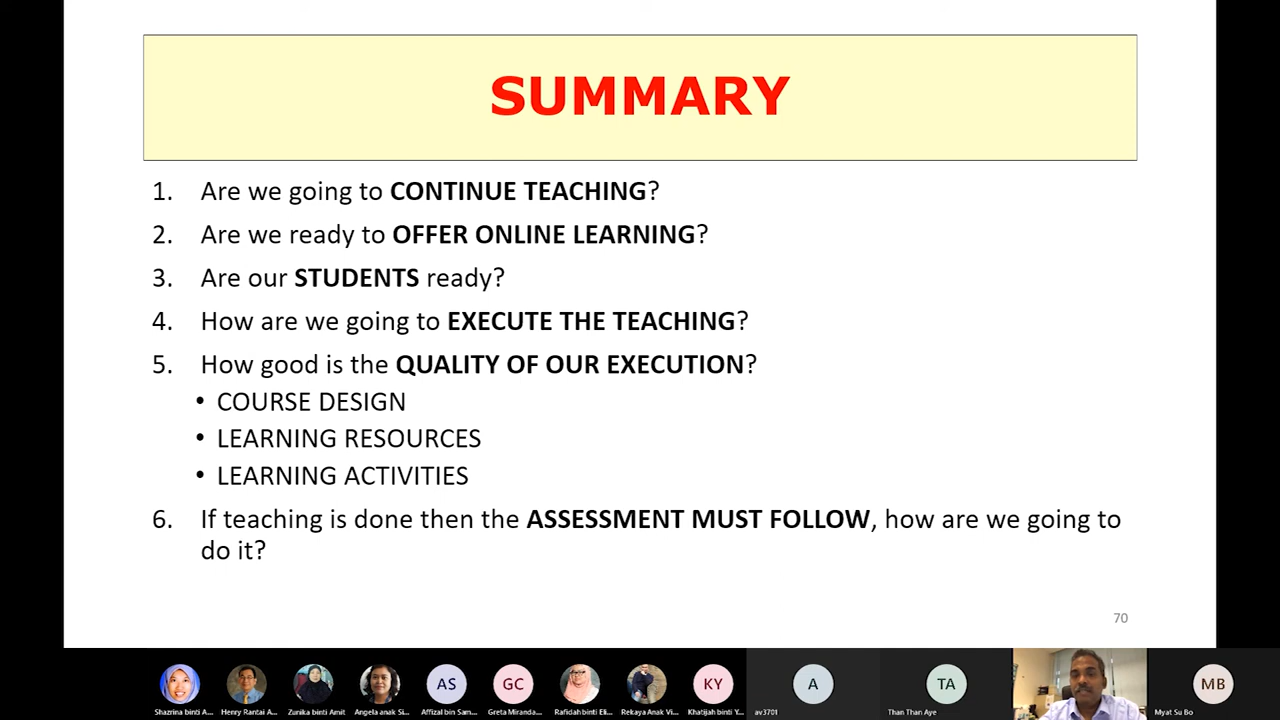 SUMMARY
1. Are we going to CONTINUE TEACHING?
2. Are we ready to OFFER ONLINE LEARNING?
3. Are our STUDENTS ready?
4. How are we going to EXECUTE THE TEACHING?
5. How good is the QUALITY OF OUR EXECUTION?
• COURSE DESIGN
• LEARNING RESOURCES
• LEARNING ACTIVITIES
6. If teaching is done then the ASSESSMENT MUST FOLLOW, how are we going to
do it?
70
AS GC KY A TA MB
Shazrina binti A... Henry Rantai A... Zunika binti Amit Angela anak Si... Affizal bin Sam... Greta Miranda... Rafidah binti Eli... Rekaya Anak Vi... Khatijah binti Y... av3701 Than Than Aye Myat Su Bo